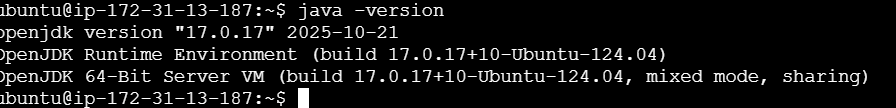 ubuntu@ip-172-31-13-187:~$ java -version
openjdk version "17.0.17" 2025-10-21
OpenJDK Runtime Environment (build 17.0.17+10-Ubuntu-124.04)
OpenJDK 64-Bit Server VM (build 17.0.17+10-Ubuntu-124.04, mixed mode, sharing)
ubuntu@ip-172-31-13-187:~$